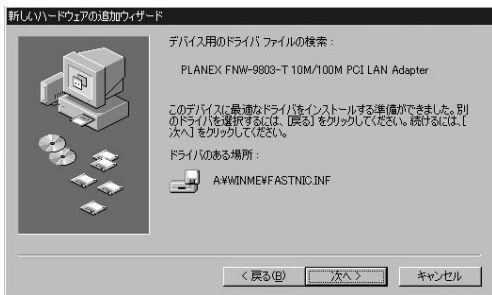 新しいハードウェアの追加ウィザード
デバイス用のドライバ ファイルの検索：
PLANEX FNW-9803-T 10M/100M PCI LAN Adapter
このデバイスに最適なドライバをインストールする準備ができました。別
のドライバを選択するには、[戻る] をクリックしてください。続けるには、[
次へ] をクリックしてください。
ドライバのある場所：
A:¥WINME¥FASTNIC.INF
< 戻る(B)
次へ >
キャンセル